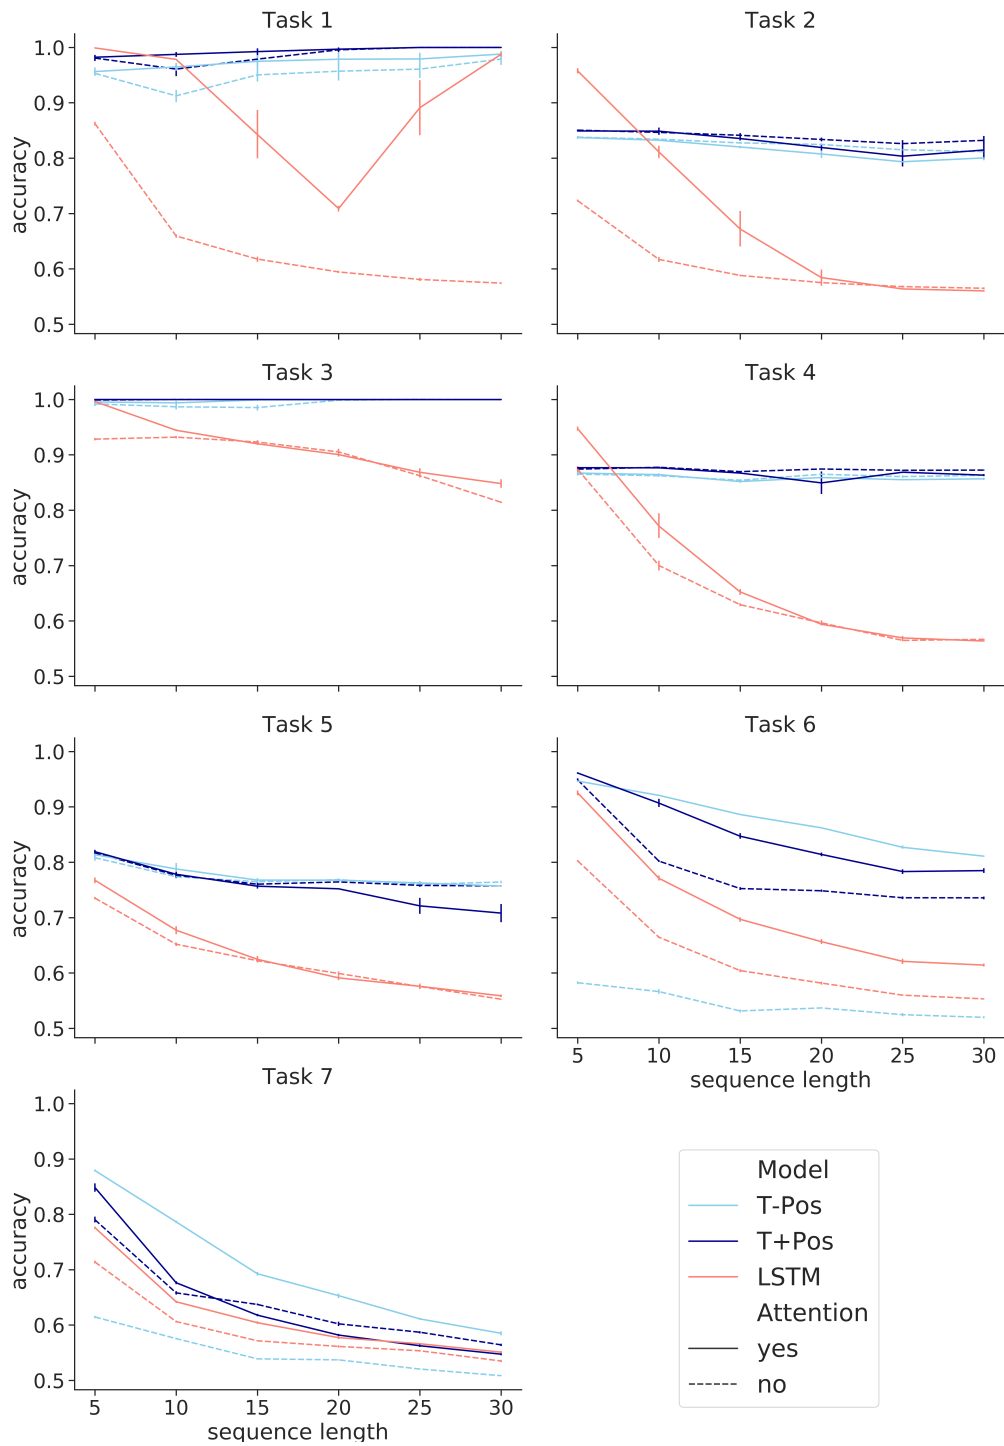 Task 1
Task 2
1.0
0.9
0.8
0.7
0.6
0.5
accuracy
Task 3
Task 4
1.0
0.9
0.8
0.7
0.6
0.5
accuracy
Task 5
Task 6
1.0
0.9
0.8
0.7
0.6
0.5
accuracy
5 10 15 20 25 30
sequence length
Task 7
1.0
0.9
0.8
0.7
0.6
0.5
accuracy
5 10 15 20 25 30
sequence length
Model
T-Pos
T+Pos
LSTM
Attention
yes
no